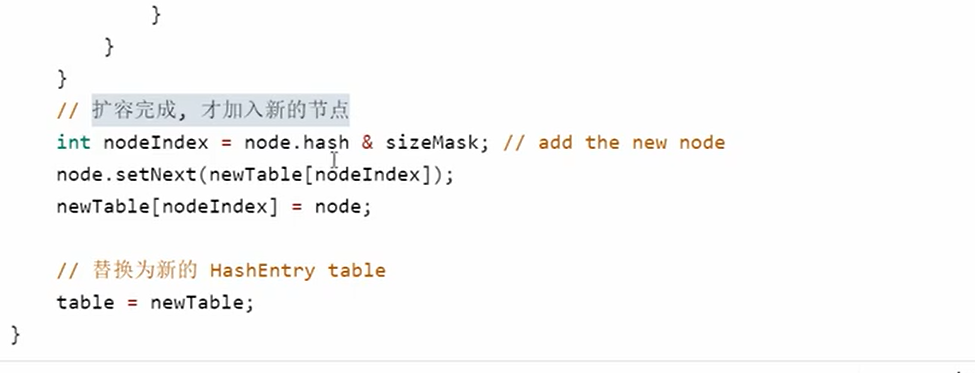 }
}
}
// 扩容完成, 才加入新的节点
int nodeIndex = node.hash & sizeMask; // add the new node
node.setNext(newTable[nodeIndex]);
newTable[nodeIndex] = node;
// 替换为新的 HashEntry table
table = newTable;
}